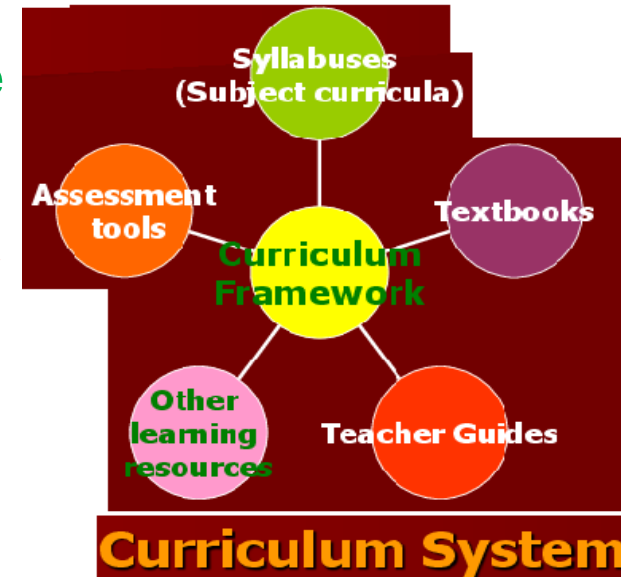 Syllabuses
(Subject curricula)
e
Assessment
tools
Textbooks
Curriculum
Framework
Other
learning
resources
Teacher Guides
Curriculum System